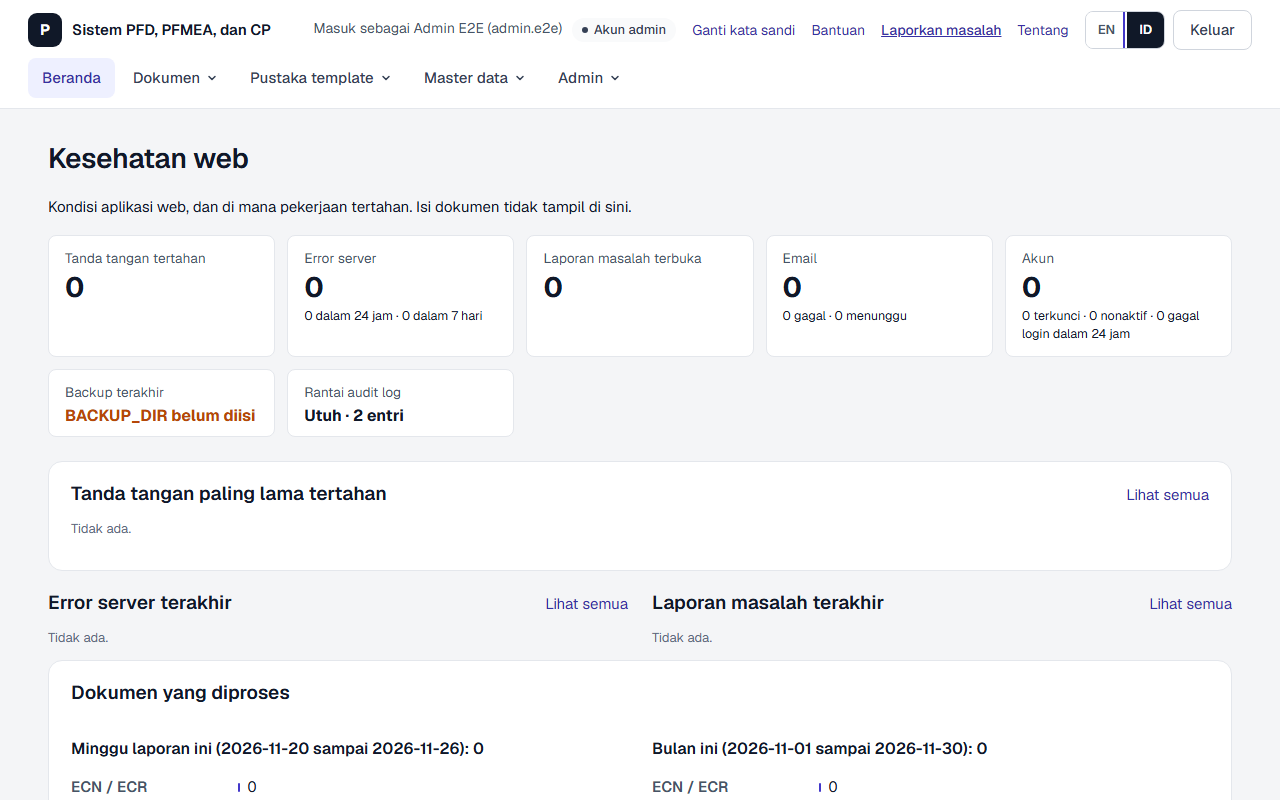 P
Sistem PFD, PFMEA, dan CP
Masuk sebagai Admin E2E (admin.e2e)
Akun admin
Ganti kata sandi
Bantuan
Laporkan masalah
Tentang
EN
ID
Keluar
Beranda
Dokumen
Pustaka template
Master data
Admin
Kesehatan web
Kondisi aplikasi web, dan di mana pekerjaan tertahan. Isi dokumen tidak tampil di sini.
Tanda tangan tertahan
0
Error server
0
0 dalam 24 jam · 0 dalam 7 hari
Laporan masalah terbuka
0
Email
0
0 gagal · 0 menunggu
Akun
0
0 terkunci · 0 nonaktif · 0 gagal
login dalam 24 jam
Backup terakhir
BACKUP_DIR belum diisi
Rantai audit log
Utuh · 2 entri
Tanda tangan paling lama tertahan
Lihat semua
Tidak ada.
Error server terakhir
Lihat semua
Tidak ada.
Laporan masalah terakhir
Lihat semua
Tidak ada.
Dokumen yang diproses
Minggu laporan ini (2026-11-20 sampai 2026-11-26): 0
ECN / ECR
0
Bulan ini (2026-11-01 sampai 2026-11-30): 0
ECN / ECR
0